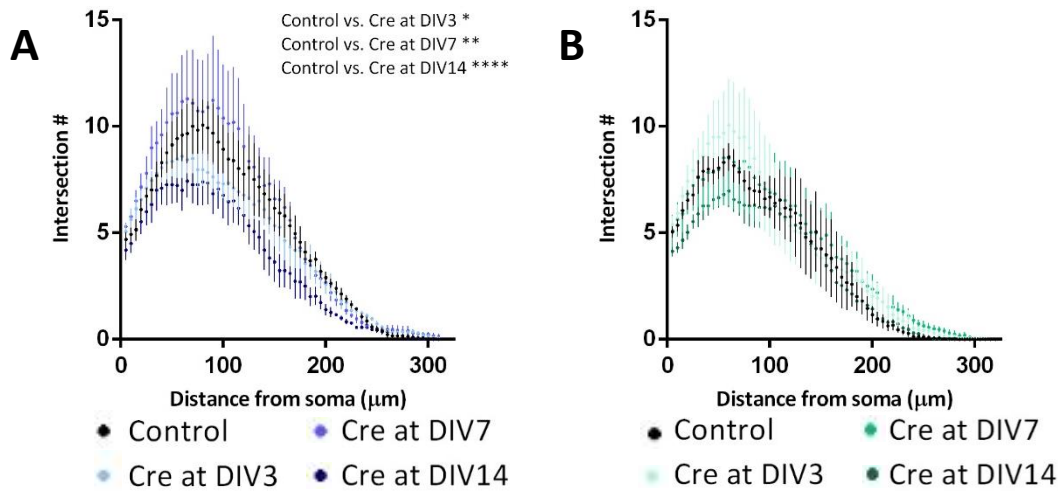 A
15
10
5
0
Intersection #
Control vs. Cre at DIV3 *
Control vs. Cre at DIV7 **
Control vs. Cre at DIV14 ****
0 100 200 300
Distance from soma (μm)
Control
Cre at DIV7
Cre at DIV3
Cre at DIV14
B
15
10
5
0
Intersection #
0 100 200 300
Distance from soma (μm)
Control
Cre at DIV7
Cre at DIV3
Cre at DIV14